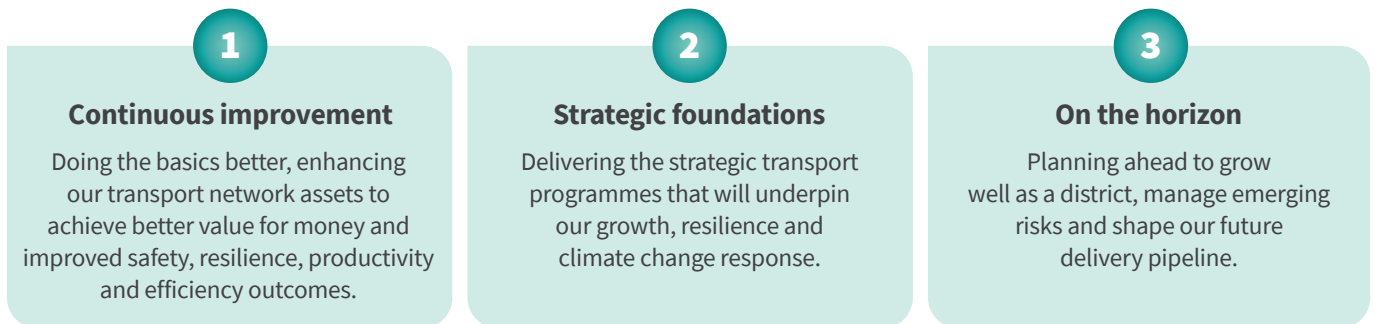 1
Continuous improvement
Doing the basics better, enhancing
our transport network assets to
achieve better value for money and
improved safety, resilience, productivity
and efficiency outcomes.
2
Strategic foundations
Delivering the strategic transport
programmes that will underpin
our growth, resilience and
climate change response.
3
On the horizon
Planning ahead to grow
well as a district, manage emerging
risks and shape our future
delivery pipeline.